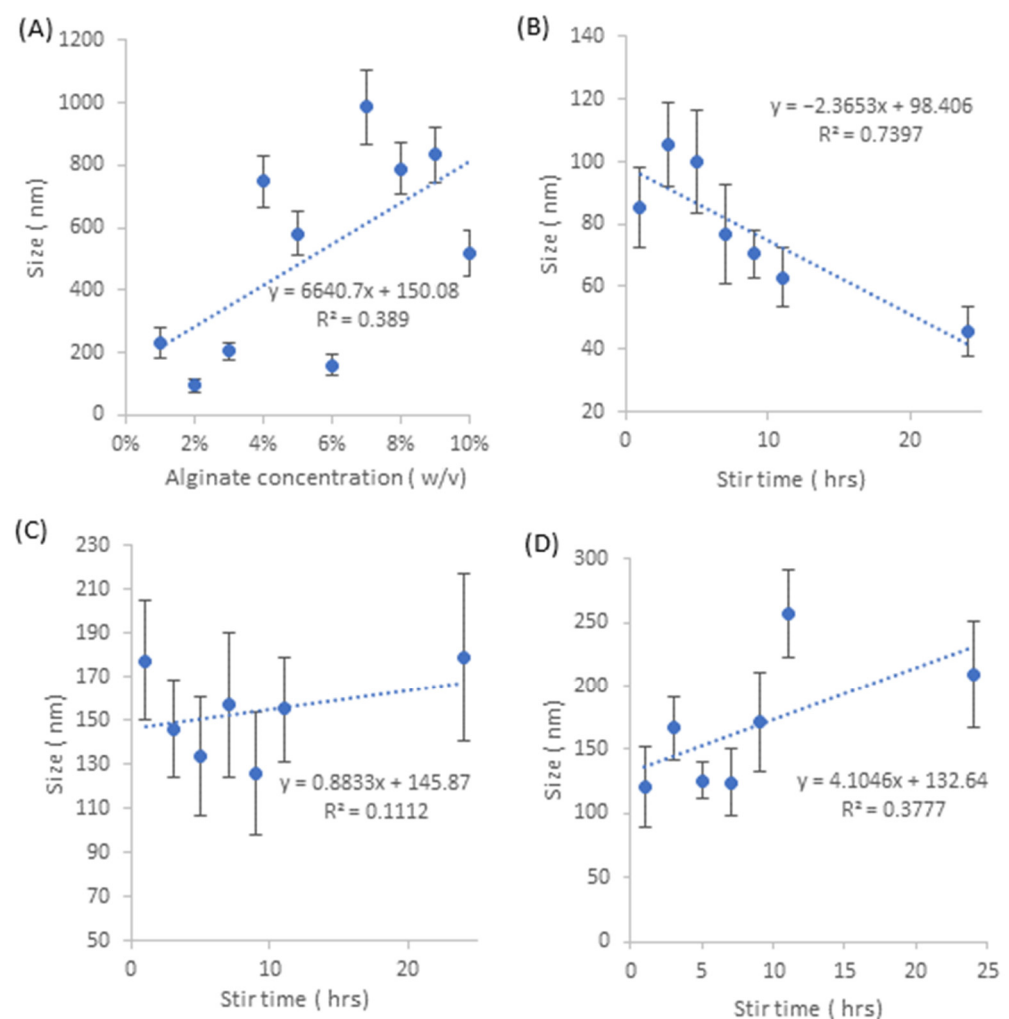 (A)
1200
1000
800
600
400
200
0
Size ( nm)
y = 6640.7x + 150.08
R² = 0.389
0% 2% 4% 6% 8% 10%
Alginate concentration ( w/v)
(B)
140
120
100
80
60
40
20
Size ( nm)
y = −2.3653x + 98.406
R² = 0.7397
0 10 20
Stir time ( hrs)
(C)
230
210
190
170
150
130
110
90
70
50
Size ( nm)
y = 0.8833x + 145.87
R² = 0.1112
0 10 20
Stir time ( hrs)
(D)
300
250
200
150
100
50
0
Size ( nm)
y = 4.1046x + 132.64
R² = 0.3777
0 5 10 15 20 25
Stir time ( hrs)